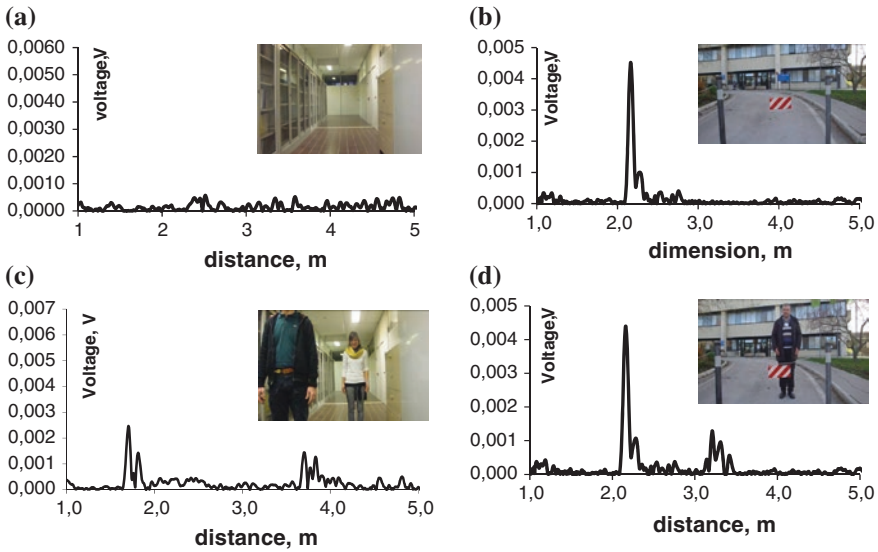 (a)
0,0060
0,0050
0,0040
0,0030
0,0020
0,0010
0,0000
voltage,V
1 2 3 4 5
distance, m
(b)
0,005
0,004
0,003
0,002
0,001
0,000
Voltage,V
1,0 2,0 3,0 4,0 5,0
dimension, m
(c)
0,007
0,006
0,005
0,004
0,003
0,002
0,001
0,000
Voltage, V
1,0 2,0 3,0 4,0 5,0
distance, m
(d)
0,005
0,004
0,003
0,002
0,001
0,000
Voltage,V
1,0 2,0 3,0 4,0 5,0
distance, m